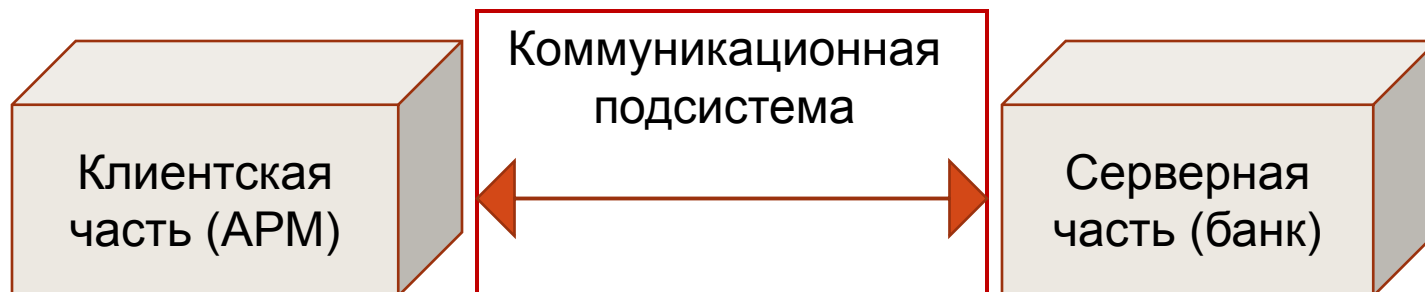 Коммуникационная
подсистема
Клиентская
часть (АРМ)
Серверная
часть (банк)